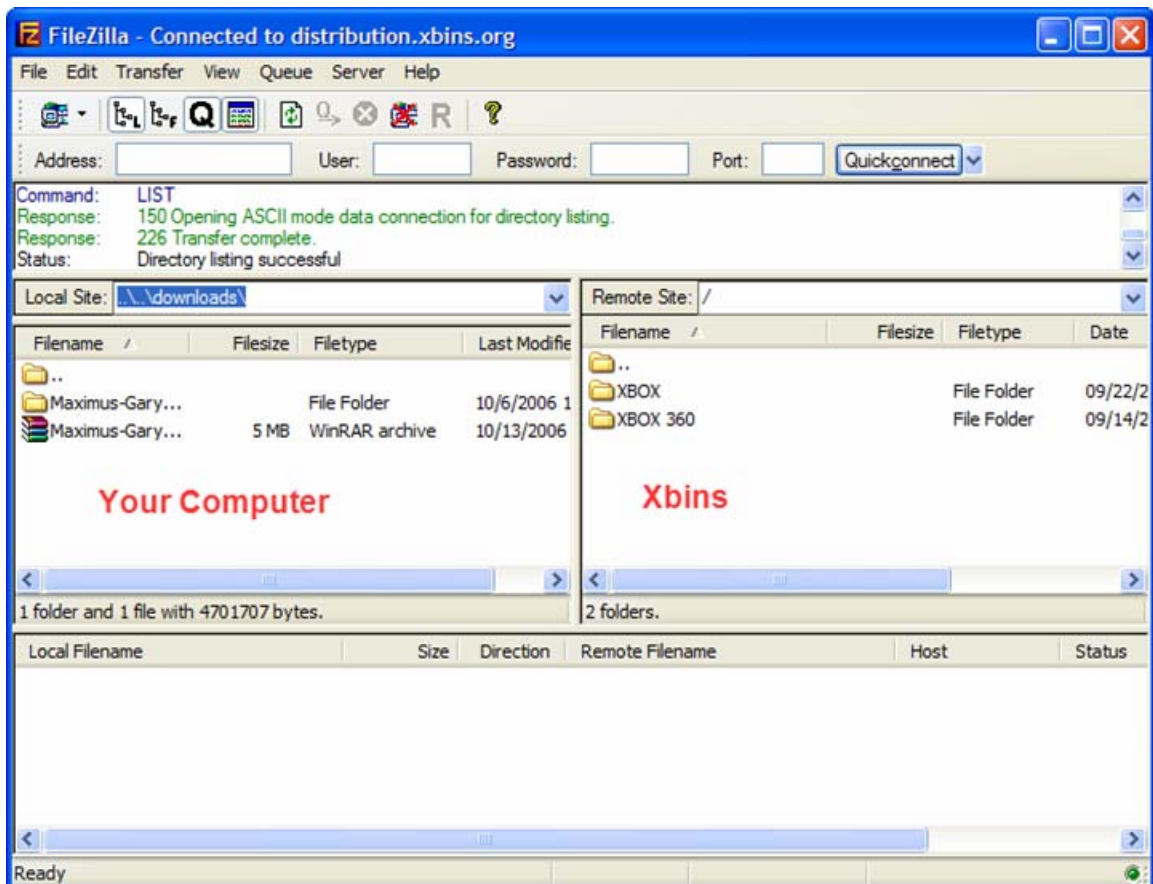 FileZilla - Connected to distribution.xbins.org
File Edit Transfer View Queue Server Help
L F Q R ?
Address: User: Password: Port: Quickconnect
Command: LIST
Response: 150 Opening ASCII mode data connection for directory listing.
Response: 226 Transfer complete.
Status: Directory listing successful
Local Site: ..\..\downloads\
Filename / Filesize Filetype Last Modifie
..
Maximus-Gary... File Folder 10/6/2006 1
Maximus-Gary... 5 MB WinRAR archive 10/13/2006
Your Computer
1 folder and 1 file with 4701707 bytes.
Remote Site: /
Filename / Filesize Filetype Date
..
XBOX File Folder 09/22/2
XBOX 360 File Folder 09/14/2
Xbins
2 folders.
Local Filename Size Direction Remote Filename Host Status
Ready